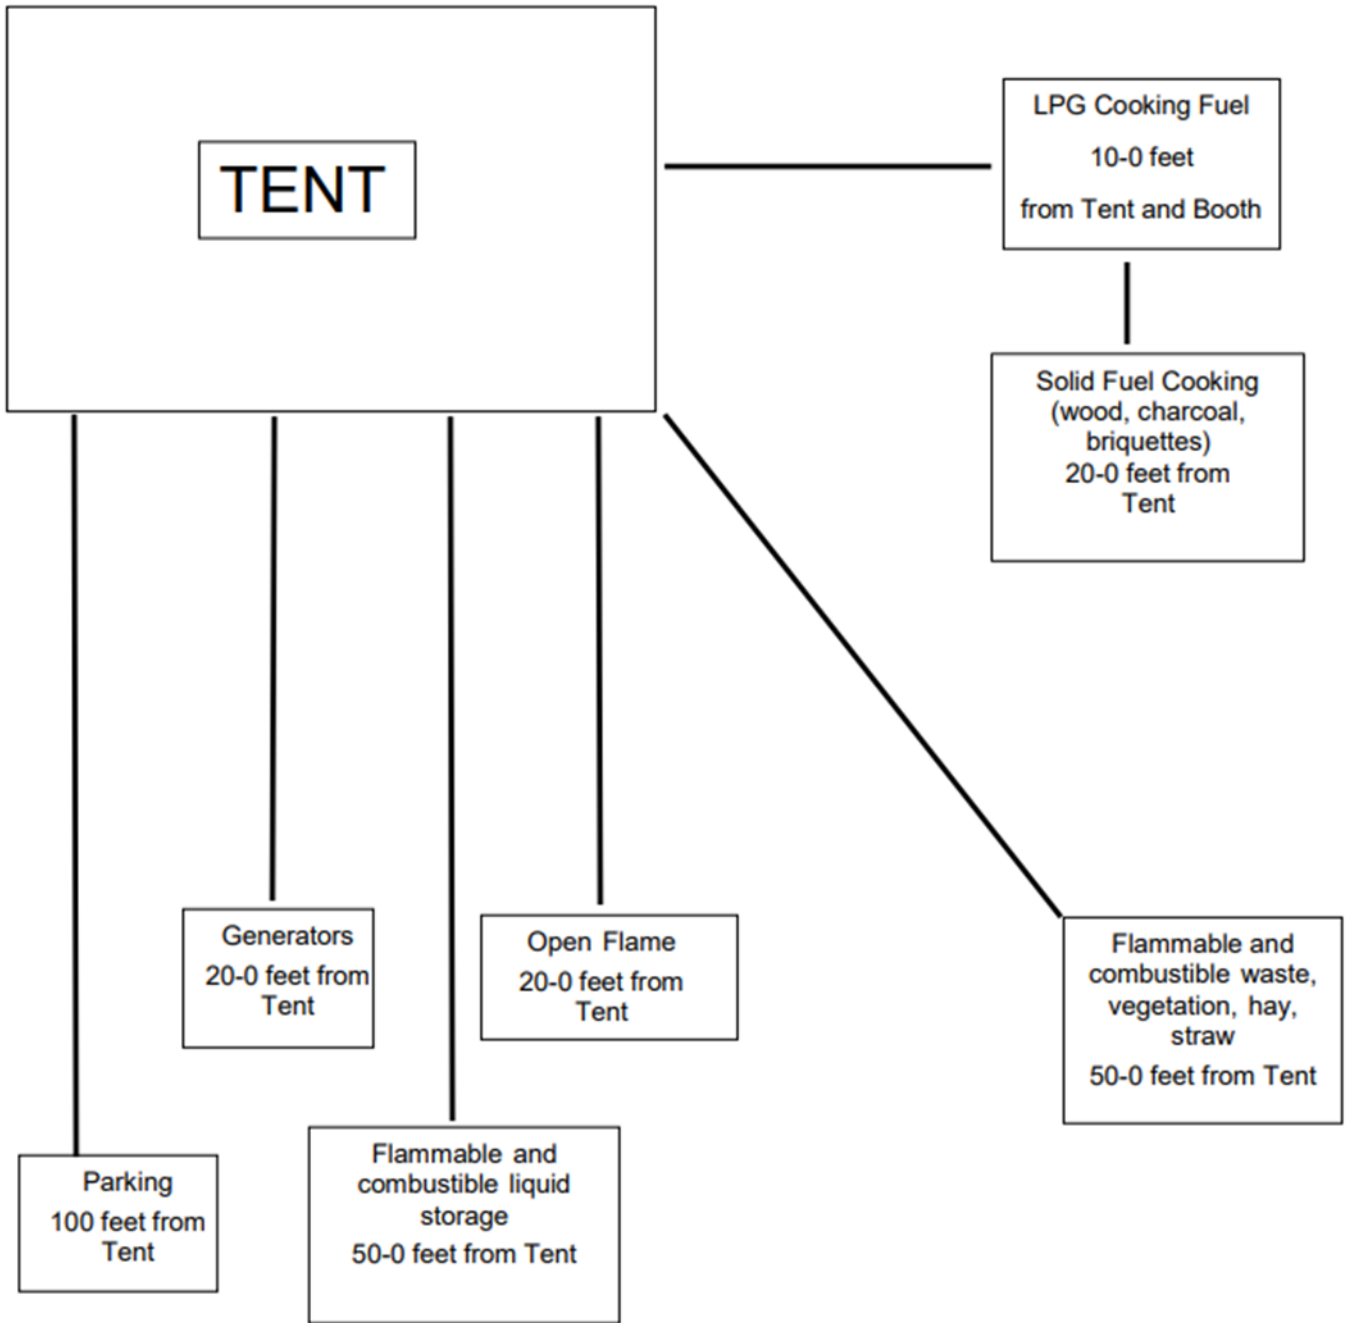 TENT
LPG Cooking Fuel
10-0 feet
from Tent and Booth
Solid Fuel Cooking
(wood, charcoal,
briquettes)
20-0 feet from
Tent
Generators
20-0 feet from
Tent
Open Flame
20-0 feet from
Tent
Flammable and
combustible waste,
vegetation, hay,
straw
50-0 feet from Tent
Parking
100 feet from
Tent
Flammable and
combustible liquid
storage
50-0 feet from Tent